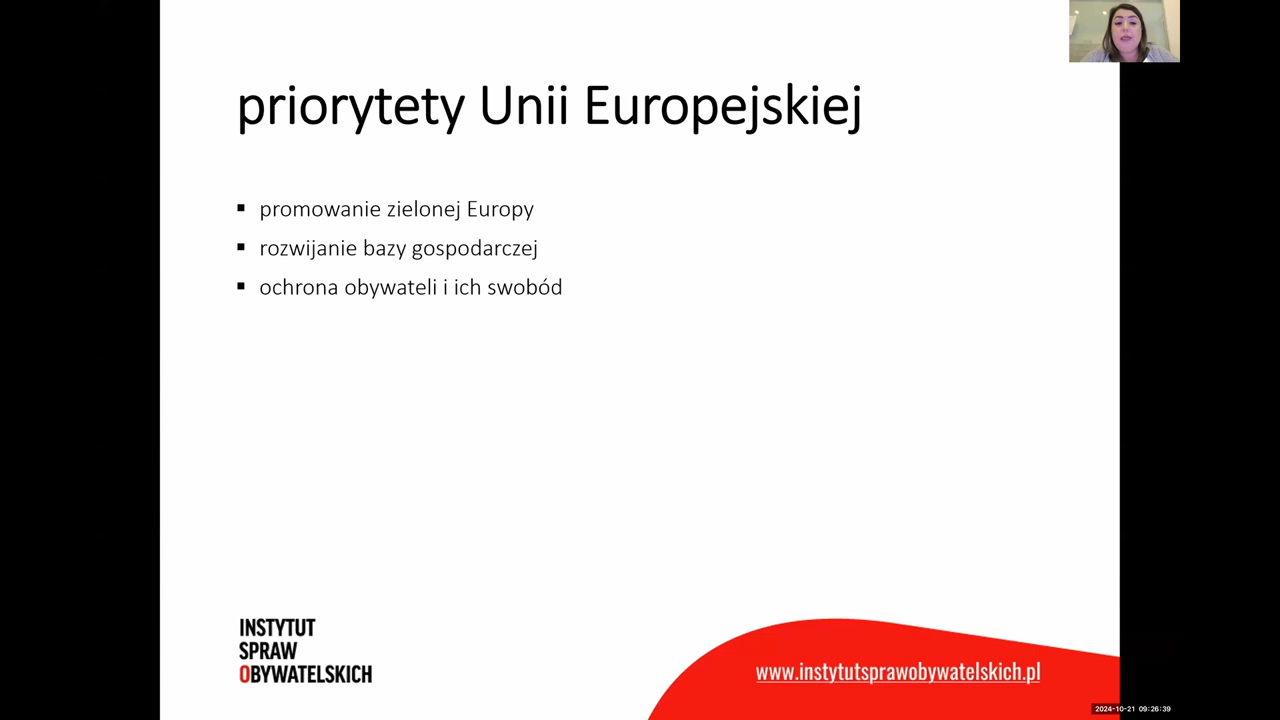 priorytety Unii Europejskiej
▪ promowanie zielonej Europy
▪ rozwijanie bazy gospodarczej
▪ ochrona obywateli i ich swobód
INSTYTUT
SPRAW
OBYWATELSKICH
www.instytutsprawobywatelskich.pl
2024-10-21 09:26:39